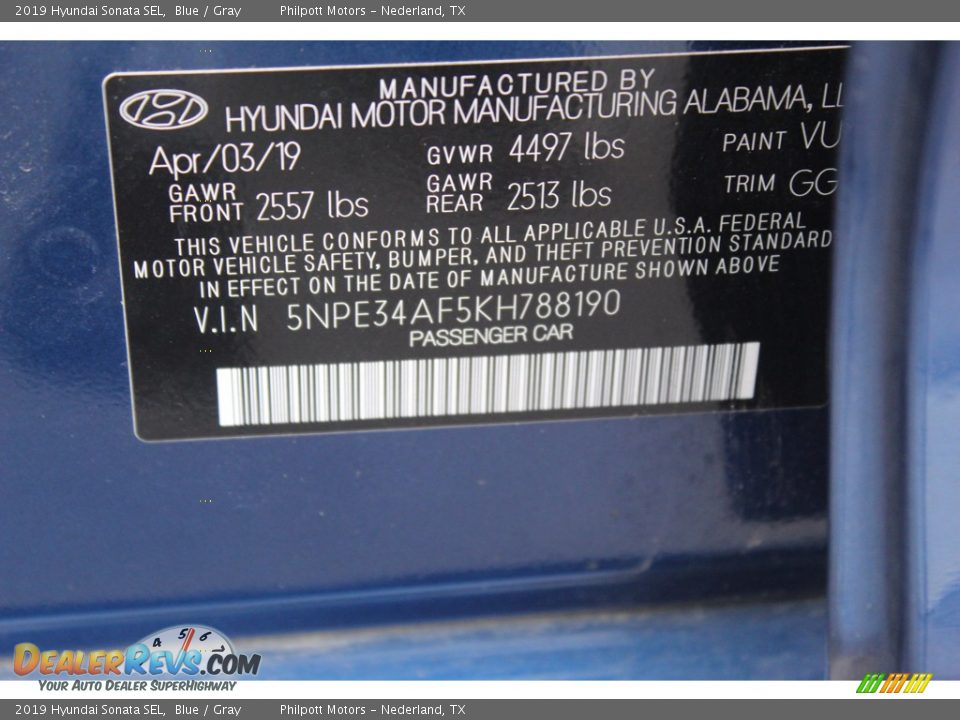 2019 Hyundai Sonata SEL, Blue / Gray Philpott Motors – Nederland, TX
MANUFACTURED BY
HYUNDAI MOTOR MANUFACTURING ALABAMA, LL
Apr/03/19 GVWR 4497 lbs PAINT VU
GAWR FRONT 2557 lbs GAWR REAR 2513 lbs TRIM GG
THIS VEHICLE CONFORMS TO ALL APPLICABLE U.S.A. FEDERAL
MOTOR VEHICLE SAFETY, BUMPER, AND THEFT PREVENTION STANDARD
IN EFFECT ON THE DATE OF MANUFACTURE SHOWN ABOVE
V.I.N 5NPE34AF5KH788190
PASSENGER CAR
4 5 6
DEALERREVS.COM
YOUR AUTO DEALER SUPERHIGHWAY
2019 Hyundai Sonata SEL, Blue / Gray Philpott Motors – Nederland, TX